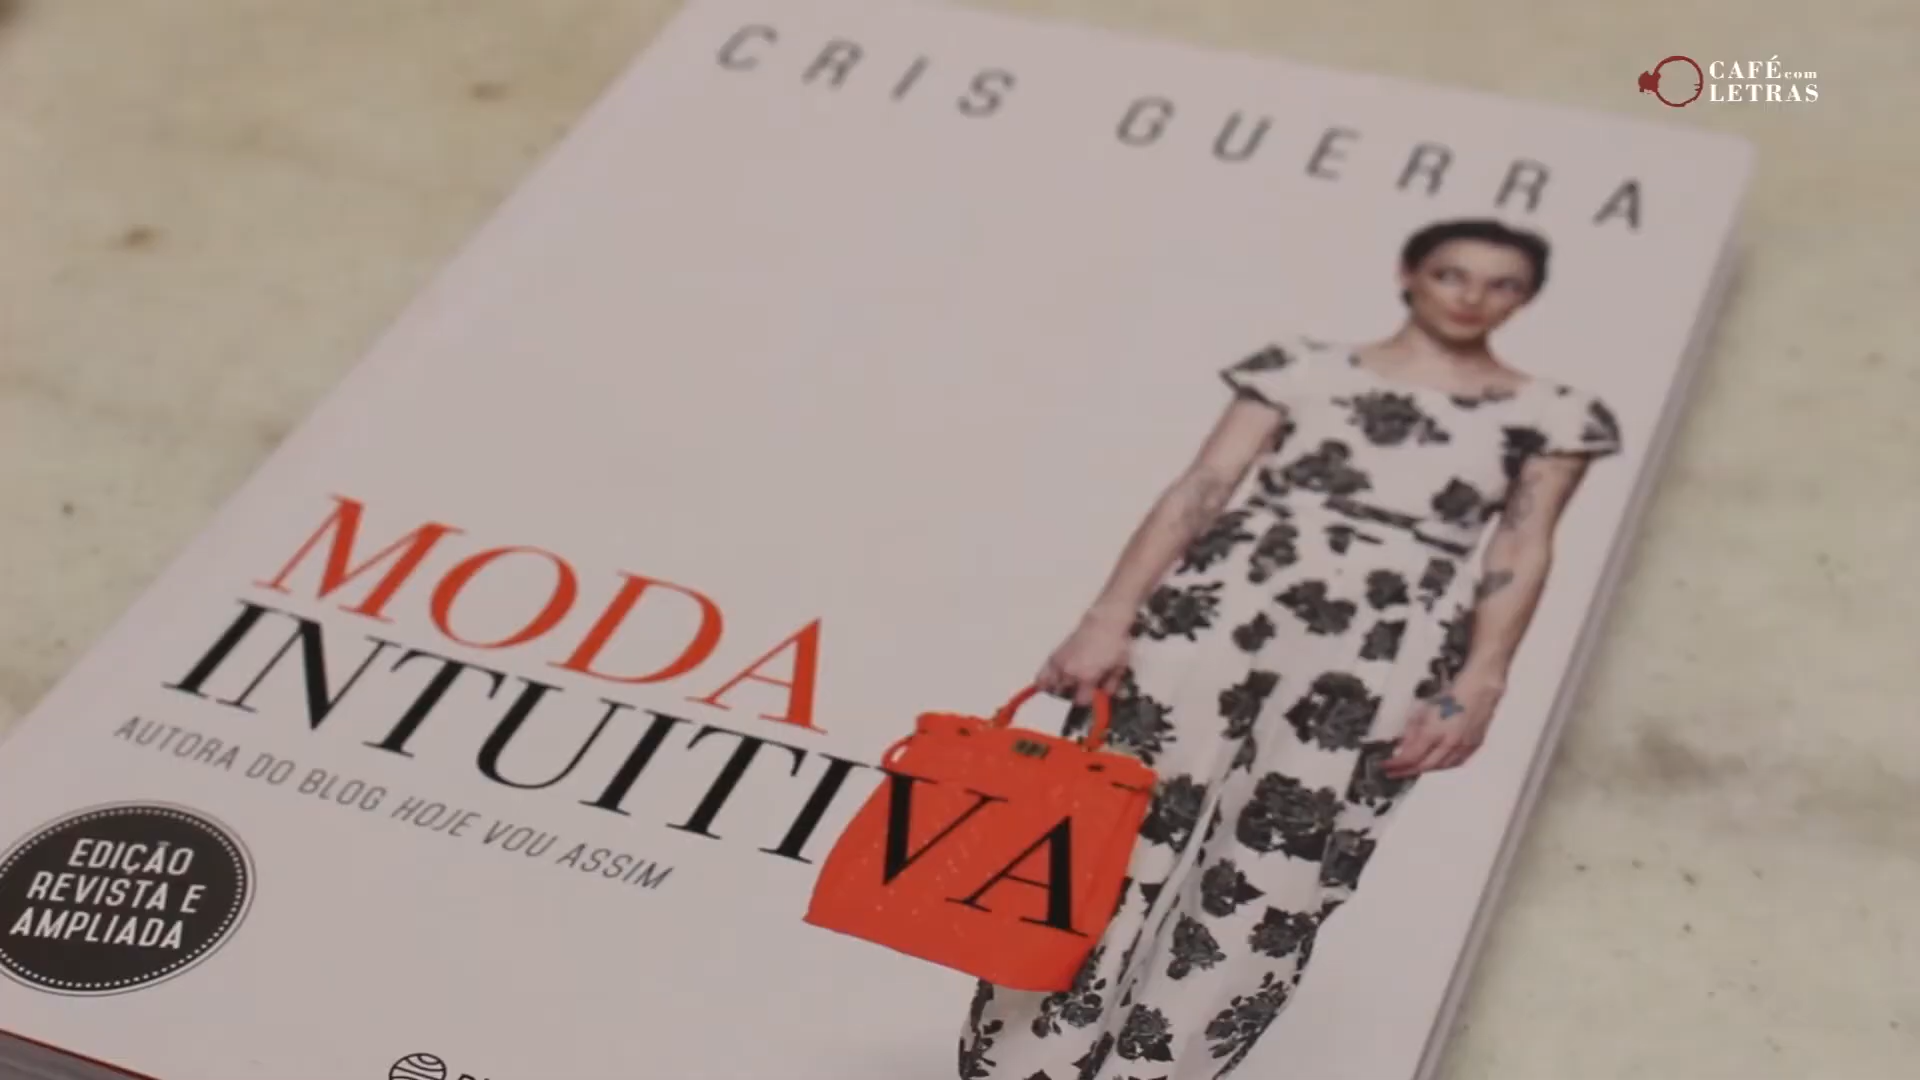 CRIS GUERRA
CAFÉ com
LETRAS
MODA
INTUITIVA
AUTORA DO BLOG HOJE VOU ASSIM
EDIÇÃO
REVISTA E
AMPLIADA